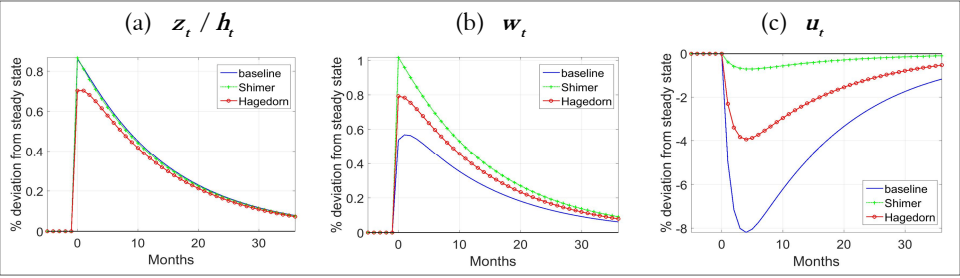 (a) z_t / h_t
(b) w_t
(c) u_t
% deviation from steady state
0.8
0.6
0.4
0.2
0
0
10
20
30
Months
baseline
Shimer
Hagedorn
% deviation from steady state
1
0.8
0.6
0.4
0.2
0
0
10
20
30
Months
baseline
Shimer
Hagedorn
% deviation from steady state
0
-2
-4
-6
-8
0
10
20
30
Months
baseline
Shimer
Hagedorn